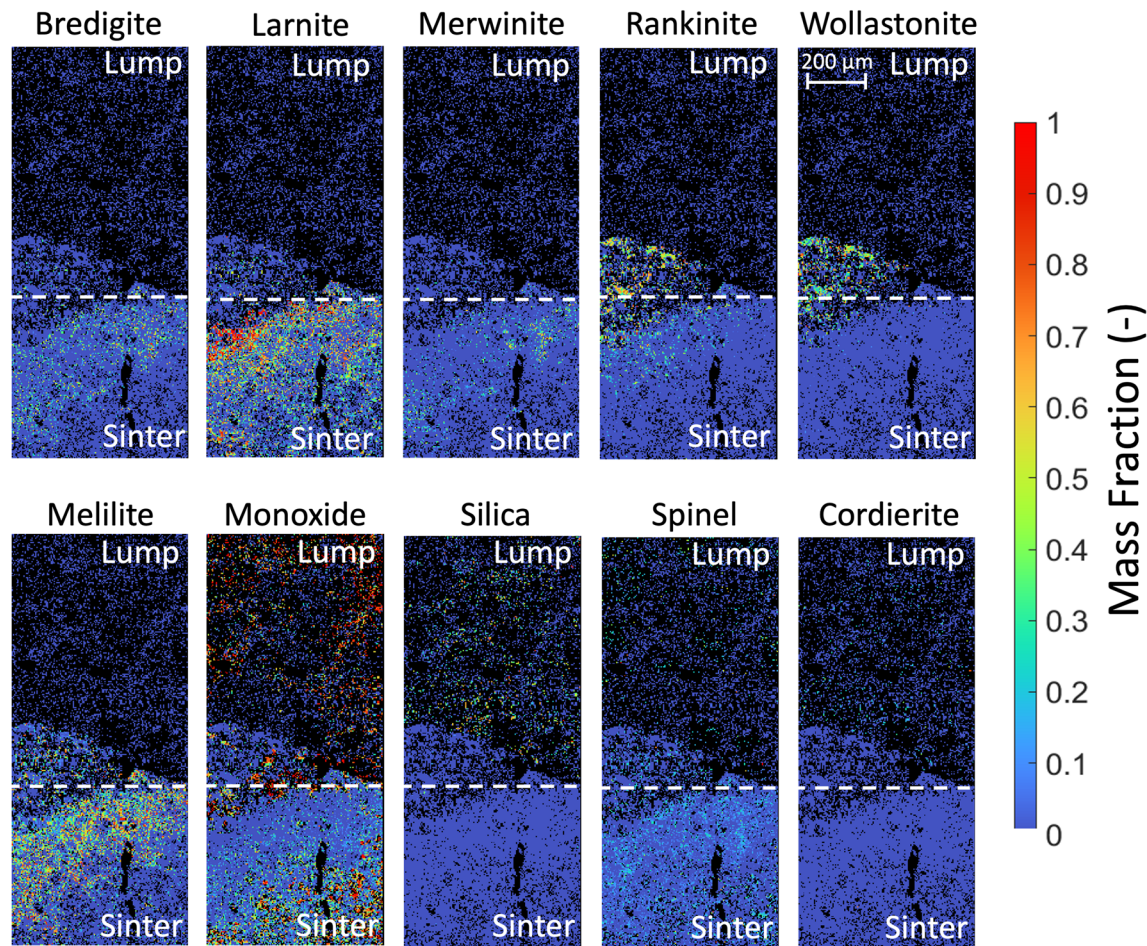 Bredigite Larnite Merwinite Rankinite Wollastonite
Lump Lump Lump Lump 200 µm Lump
Sinter Sinter Sinter Sinter Sinter
Melilite Monoxide Silica Spinel Cordierite
Lump Lump Lump Lump Lump
Sinter Sinter Sinter Sinter Sinter
1
0.9
0.8
0.7
0.6
0.5
0.4
0.3
0.2
0.1
0
Mass Fraction (-)